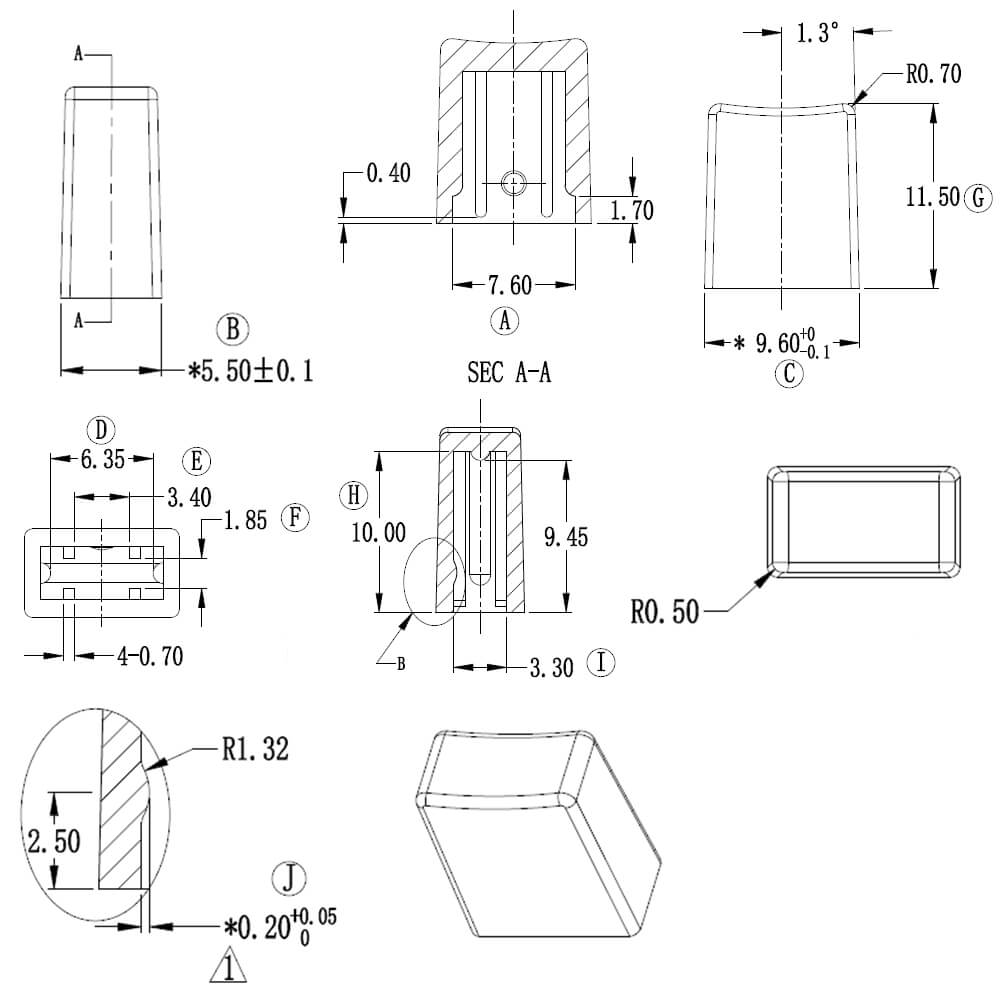 A
A
B
*5.50±0.1
0.40
1.70
7.60
A
SEC A-A
1.3°
R0.70
11.50 G
* 9.60 +0 -0.1
C
D
6.35
E
3.40
1.85 F
4-0.70
H
10.00
9.45
B
3.30 I
R0.50
R1.32
2.50
J
*0.20 +0.05 0
1